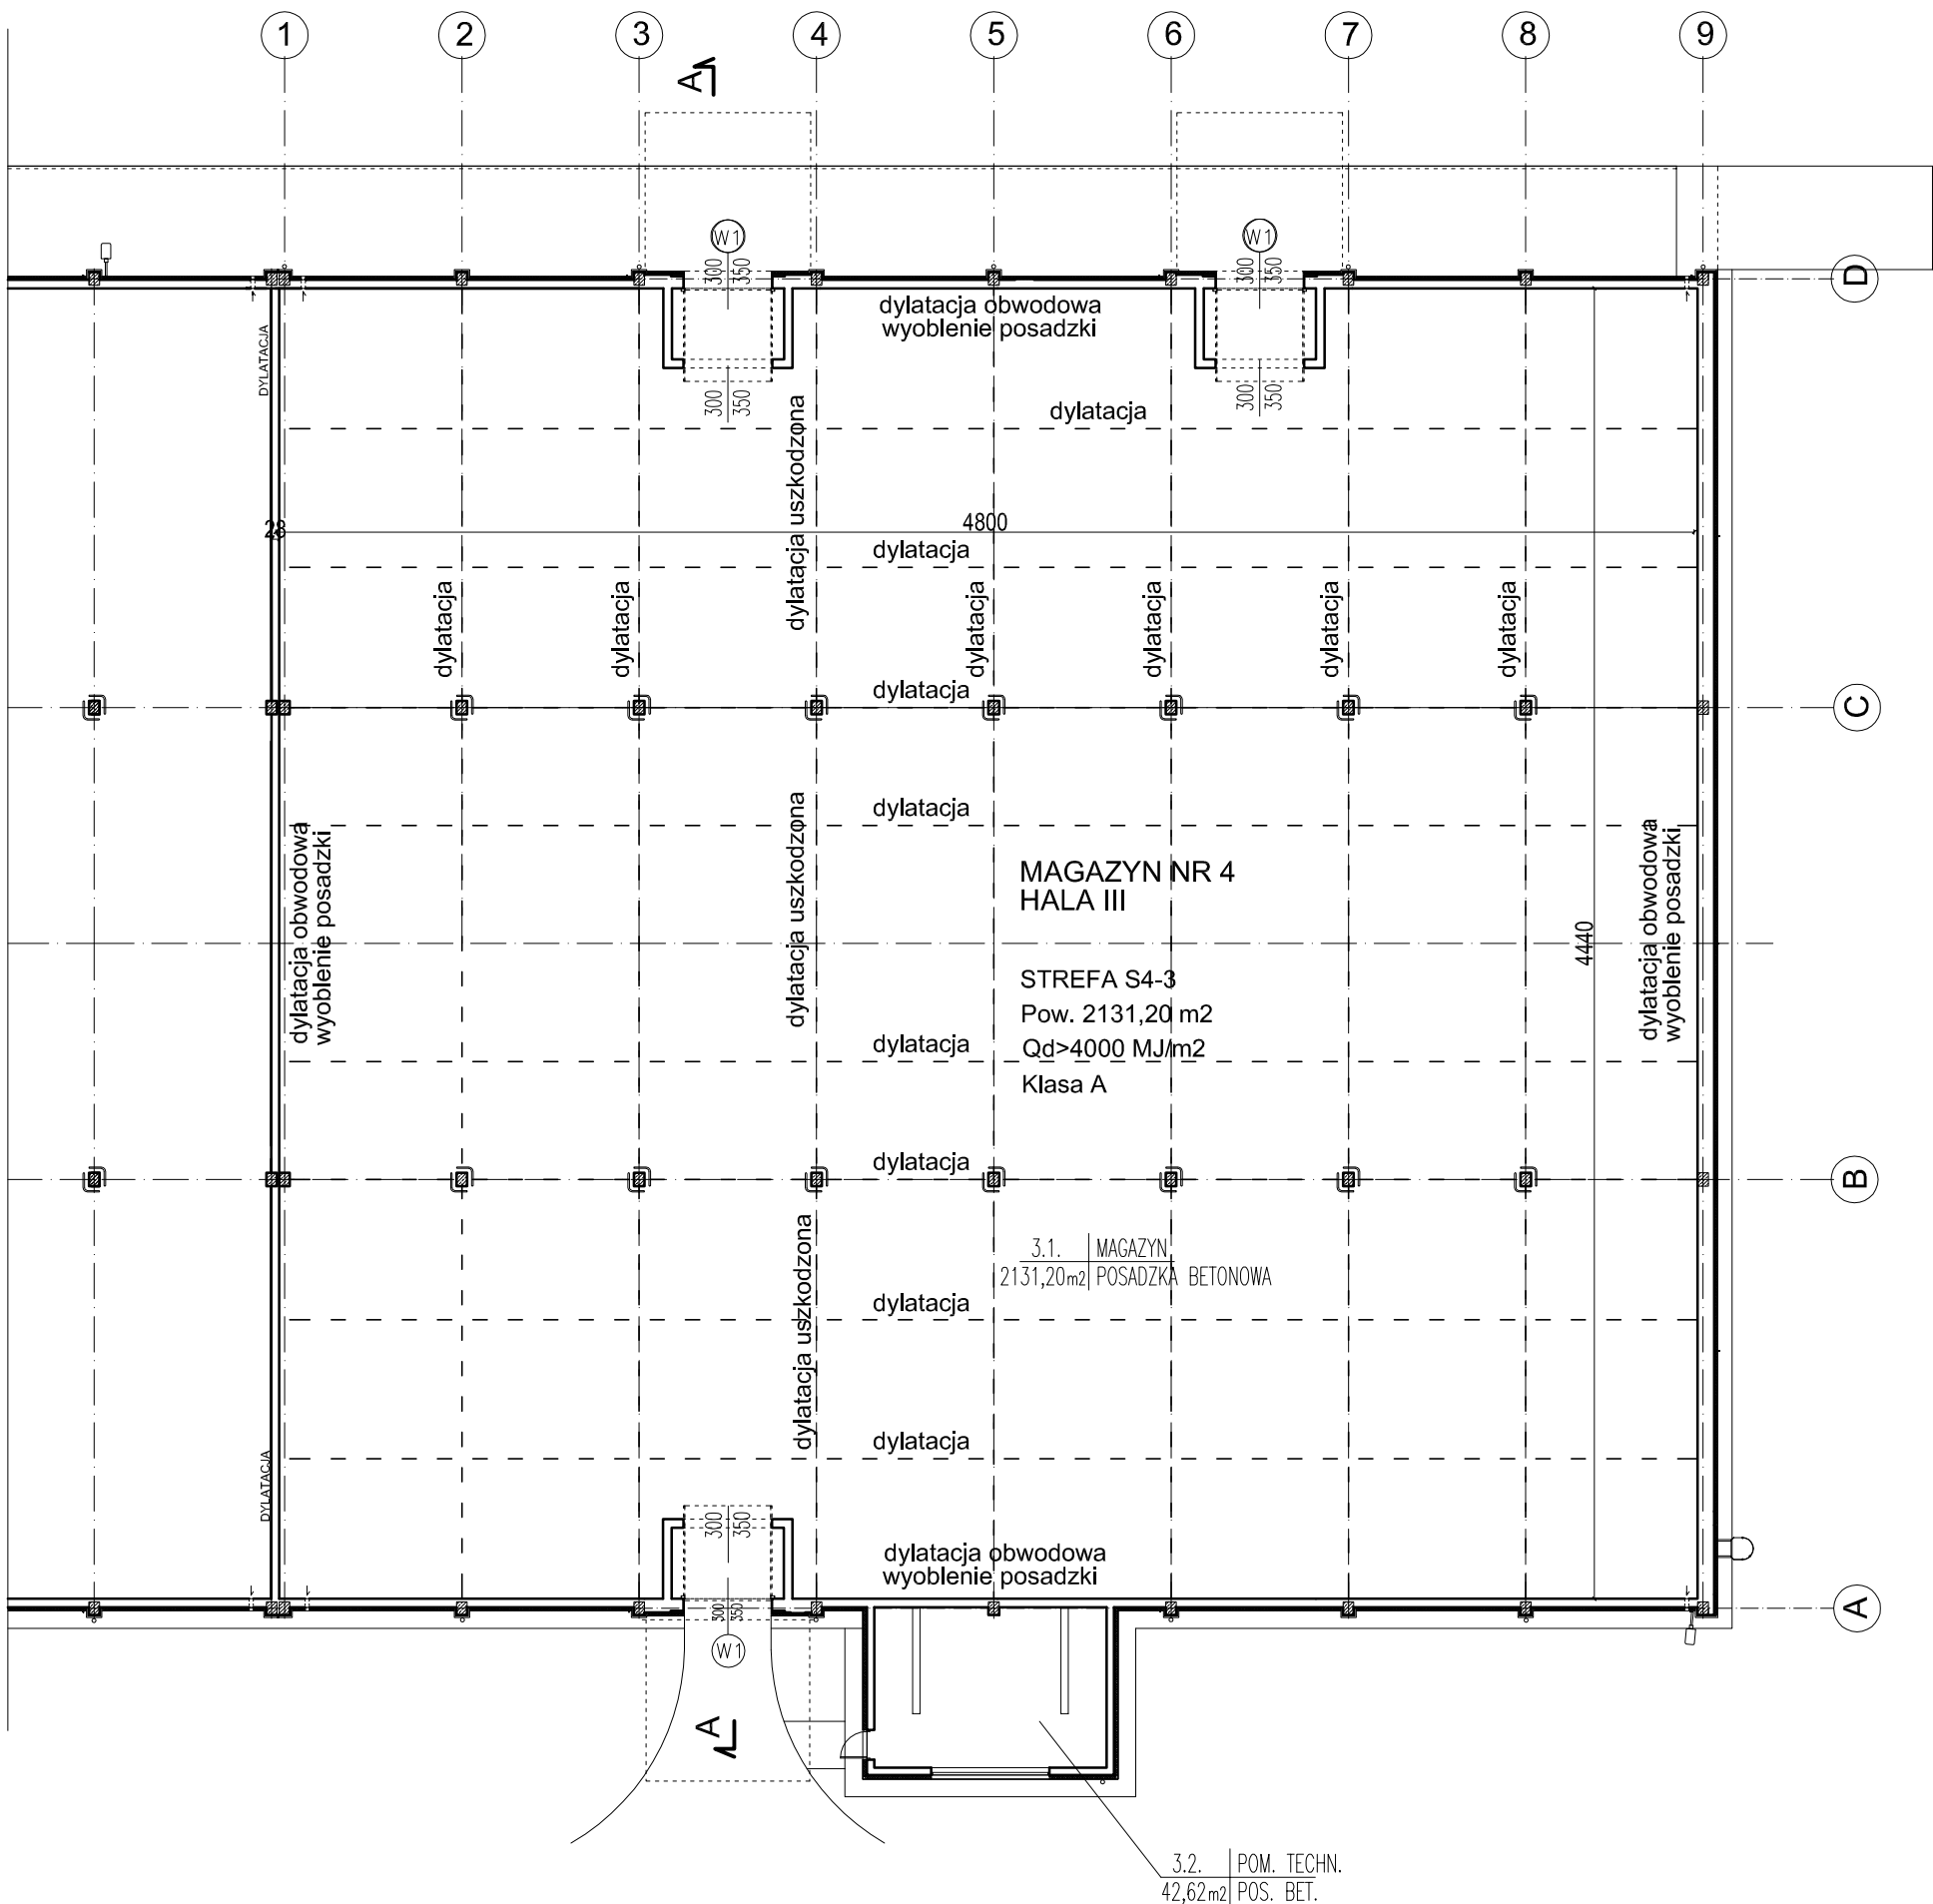 1
2
3
4
5
6
7
8
9
A
W1
W1
300
350
300
350
D
dylatacja obwodowa
wyoblenie posadzki
DYLATACJA
300
350
300
350
dylatacja
dylatacja uszkodzona
28
4800
dylatacja
dylatacja
dylatacja
dylatacja
dylatacja
dylatacja
dylatacja
dylatacja
C
dylatacja
dylatacja uszkodzona
dylatacja obwodowa
wyoblenie posadzki
MAGAZYN NR 4
HALA III
4440
dylatacja obwodowa
wyoblenie posadzki
STREFA S4-3
Pow. 2131,20 m2
Qd>4000 MJ/m2
Klasa A
dylatacja
dylatacja
B
dylatacja uszkodzona
3.1. MAGAZYN
2131,20m2 POSADZKA BETONOWA
dylatacja
dylatacja
DYLATACJA
300
350
dylatacja obwodowa
wyoblenie posadzki
300
350
A
W1
A
3.2. POM. TECHN.
42,62m2 POS. BET.